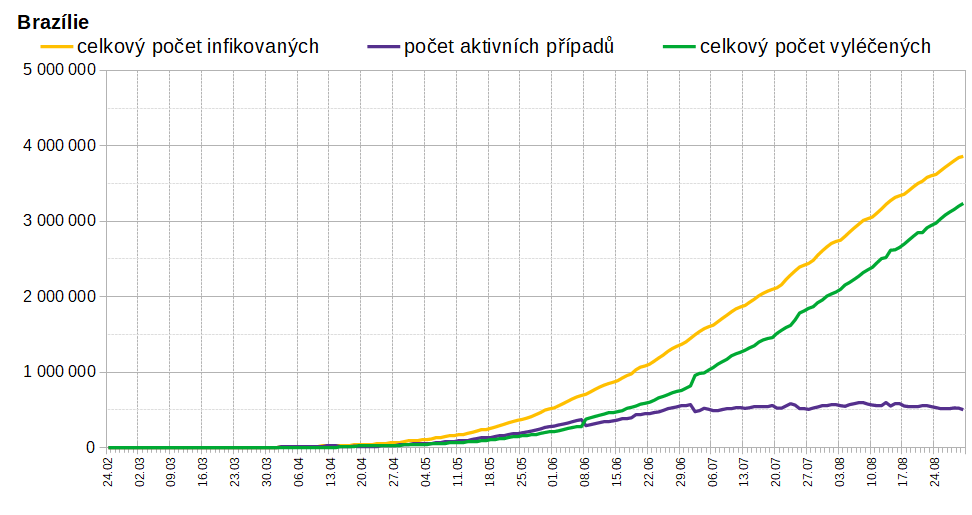 Brazílie
celkový počet infikovaných počet aktivních případů celkový počet vyléčených
5 000 000
4 000 000
3 000 000
2 000 000
1 000 000
0
24.02 02.03 09.03 16.03 23.03 30.03 06.04 13.04 20.04 27.04 04.05 11.05 18.05 25.05 01.06 08.06 15.06 22.06 29.06 06.07 13.07 20.07 27.07 03.08 10.08 17.08 24.08